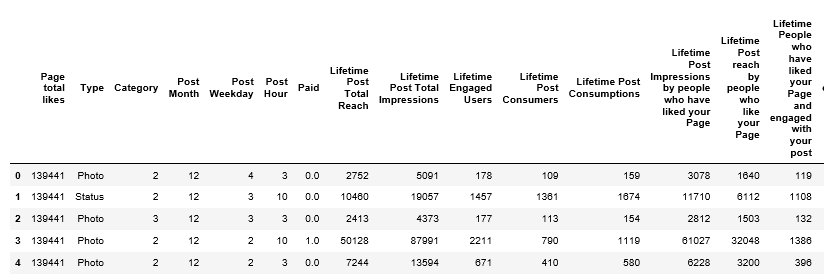 Page total likes Type Category Post Month Post Weekday Post Hour Paid Lifetime Post Total Reach Lifetime Post Total Impressions Lifetime Engaged Users Lifetime Post Consumers Lifetime Post Consumptions Lifetime Post Impressions by people who have liked your Page Lifetime Post reach by people who like your Page Lifetime People who have liked your Page and engaged with your post
0 139441 Photo 2 12 4 3 0.0 2752 5091 178 109 159 3078 1640 119
1 139441 Status 2 12 3 10 0.0 10460 19057 1457 1361 1674 11710 6112 1108
2 139441 Photo 3 12 3 3 0.0 2413 4373 177 113 154 2812 1503 132
3 139441 Photo 2 12 2 10 1.0 50128 87991 2211 790 1119 61027 32048 1386
4 139441 Photo 2 12 2 3 0.0 7244 13594 671 410 580 6228 3200 396